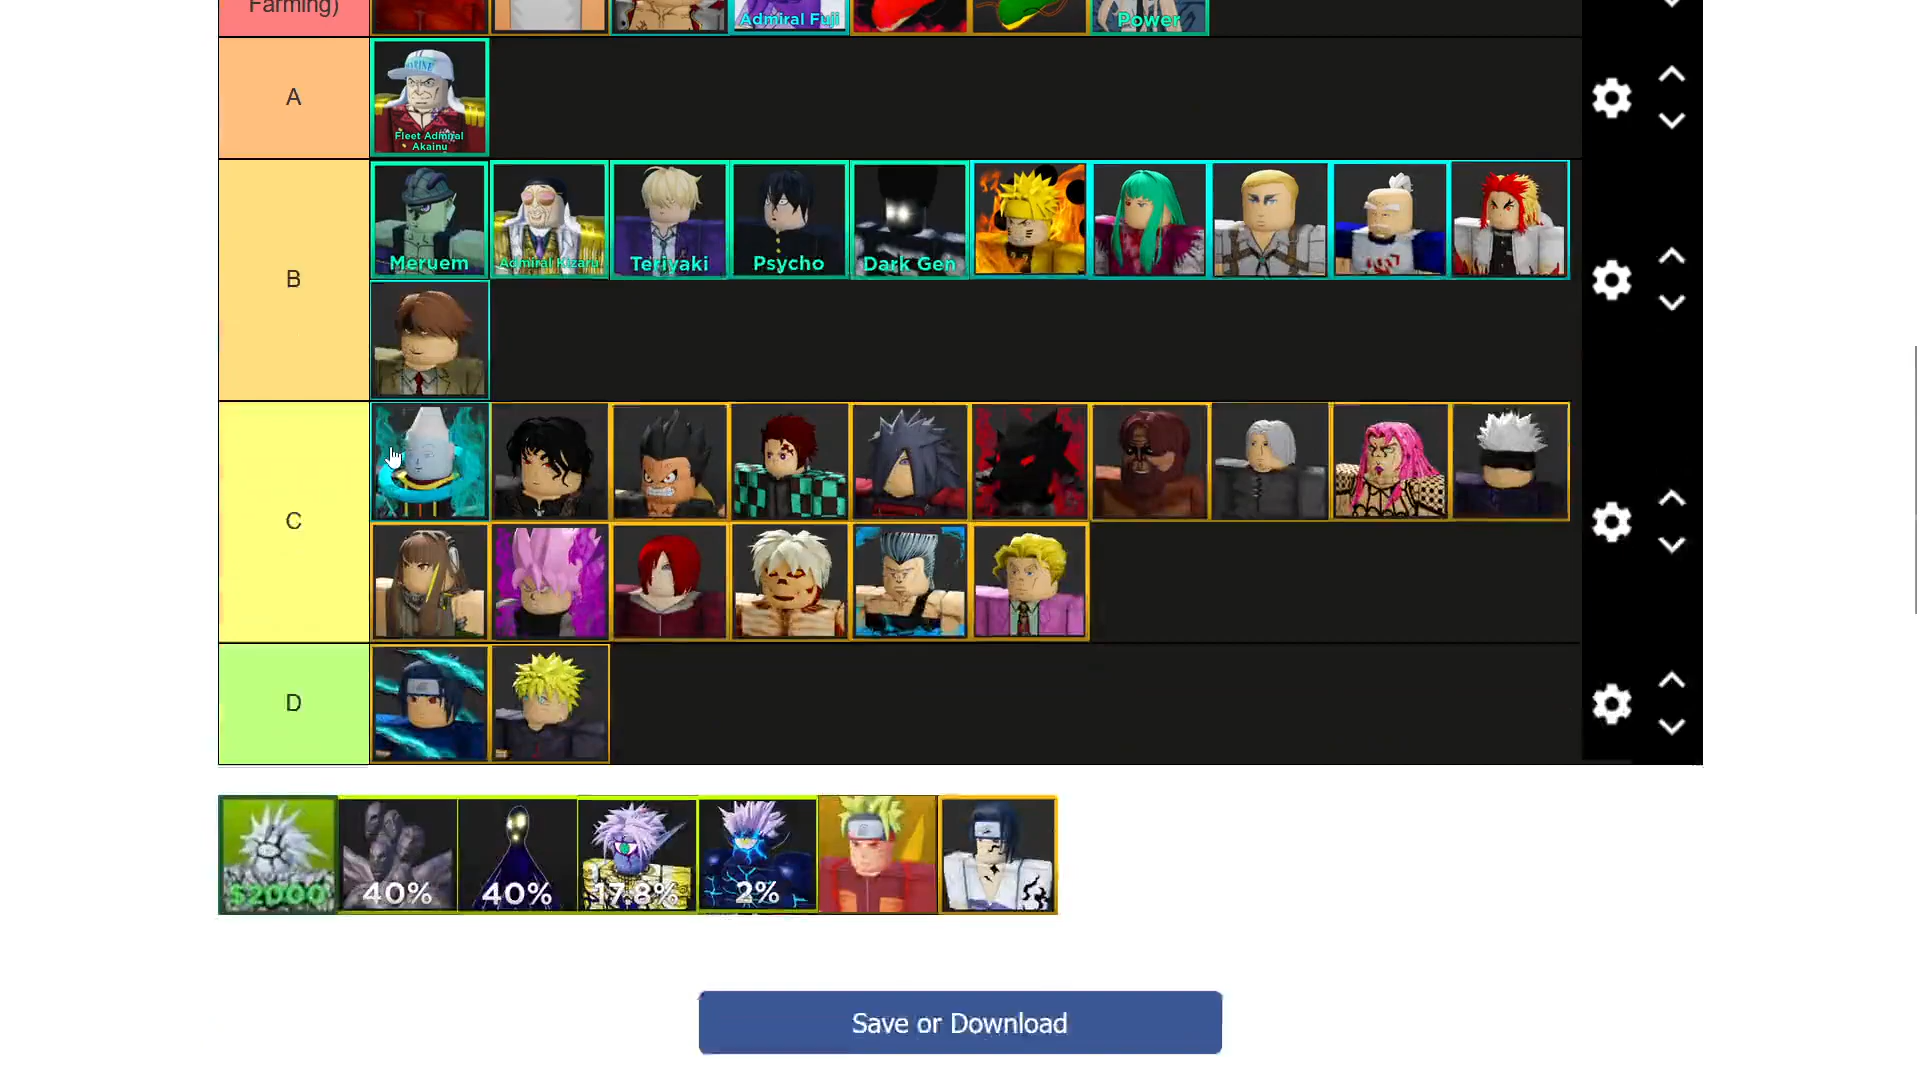 Farming)
Admiral Fuji
Power
A
MARINE
Fleet Admiral
Akainu
B
Meruem
Admiral Kizaru
Teriyaki
Psycho
Dark Gen
C
D
$2000
40%
40%
17.8%
2%
Save or Download